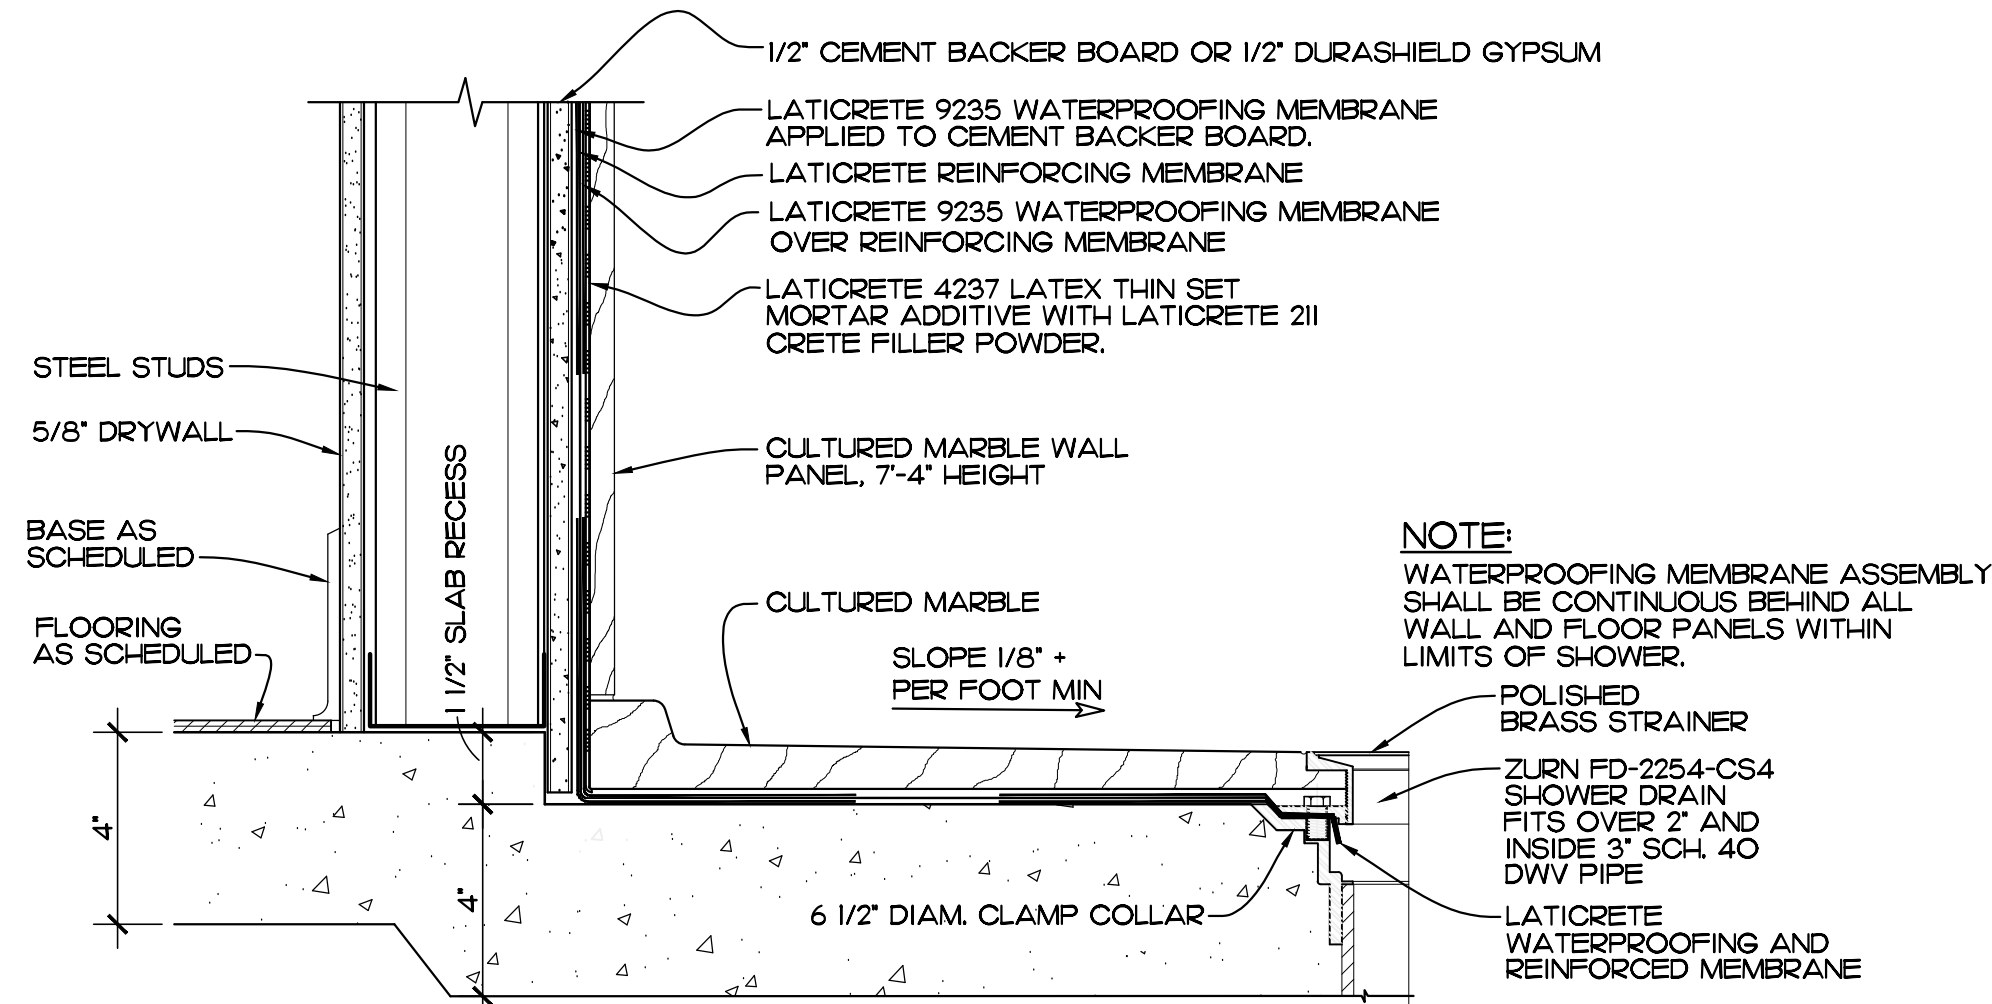 1/2" CEMENT BACKER BOARD OR 1/2" DURASHIELD GYPSUM
LATICRETE 9235 WATERPROOFING MEMBRANE
APPLIED TO CEMENT BACKER BOARD.
LATICRETE REINFORCING MEMBRANE
LATICRETE 9235 WATERPROOFING MEMBRANE
OVER REINFORCING MEMBRANE
LATICRETE 4237 LATEX THIN SET
MORTAR ADDITIVE WITH LATICRETE 211
CRETE FILLER POWDER.
STEEL STUDS
5/8" DRYWALL
CULTURED MARBLE WALL
PANEL, 7'-4" HEIGHT
1 1/2" SLAB RECESS
BASE AS
SCHEDULED
FLOORING
AS SCHEDULED
CULTURED MARBLE
SLOPE 1/8" +
PER FOOT MIN
NOTE:
WATERPROOFING MEMBRANE ASSEMBLY
SHALL BE CONTINUOUS BEHIND ALL
WALL AND FLOOR PANELS WITHIN
LIMITS OF SHOWER.
POLISHED
BRASS STRAINER
ZURN FD-2254-CS4
SHOWER DRAIN
FITS OVER 2" AND
INSIDE 3" SCH. 40
DWV PIPE
4"
4"
6 1/2" DIAM. CLAMP COLLAR
LATICRETE
WATERPROOFING AND
REINFORCED MEMBRANE